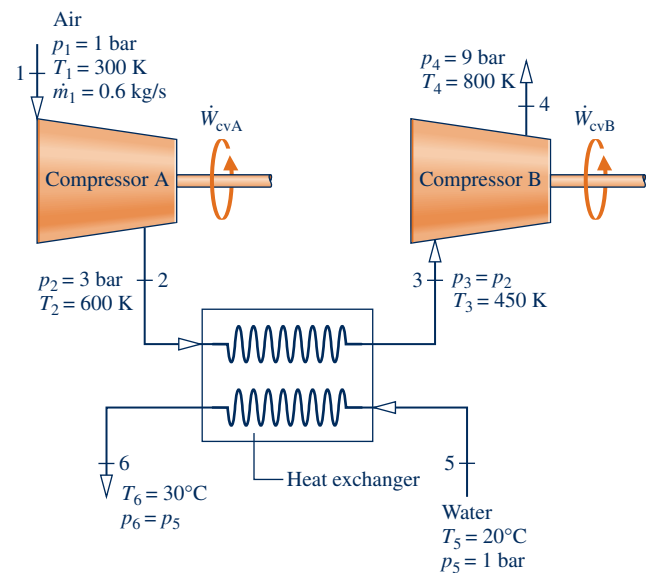 Air
p₁ = 1 bar
T₁ = 300 K
ṁ₁ = 0.6 kg/s
1
Ẇcv​A
Compressor A
p₂ = 3 bar
T₂ = 600 K
2
p₄ = 9 bar
T₄ = 800 K
4
ẆcvB
Compressor B
3
p₃ = p₂
T₃ = 450 K
6
T₆ = 30°C
p₆ = p₅
Heat exchanger
5
Water
T₅ = 20°C
p₅ = 1 bar